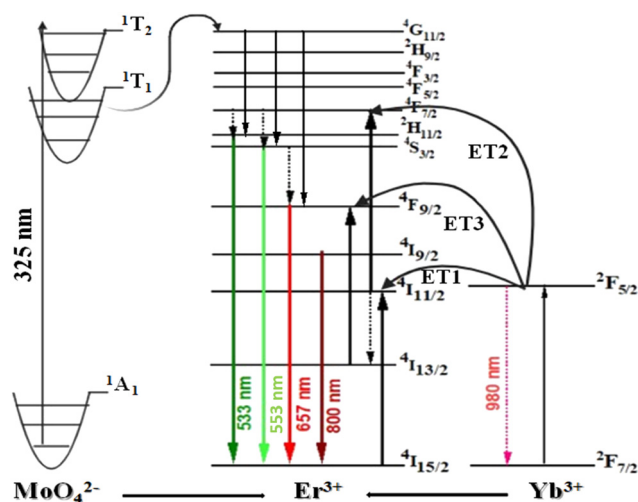 ¹T₂
¹T₁
325 nm
¹A₁
MoO₄²⁻
⁴G₁₁/₂
²H₉/₂
⁴F₃/₂
⁴F₅/₂
⁴F₇/₂
²H₁₁/₂
⁴S₃/₂
⁴F₉/₂
⁴I₉/₂
⁴I₁₁/₂
⁴I₁₃/₂
⁴I₁₅/₂
533 nm
553 nm
657 nm
800 nm
Er³⁺
ET2
ET3
ET1
²F₅/₂
980 nm
²F₇/₂
Yb³⁺